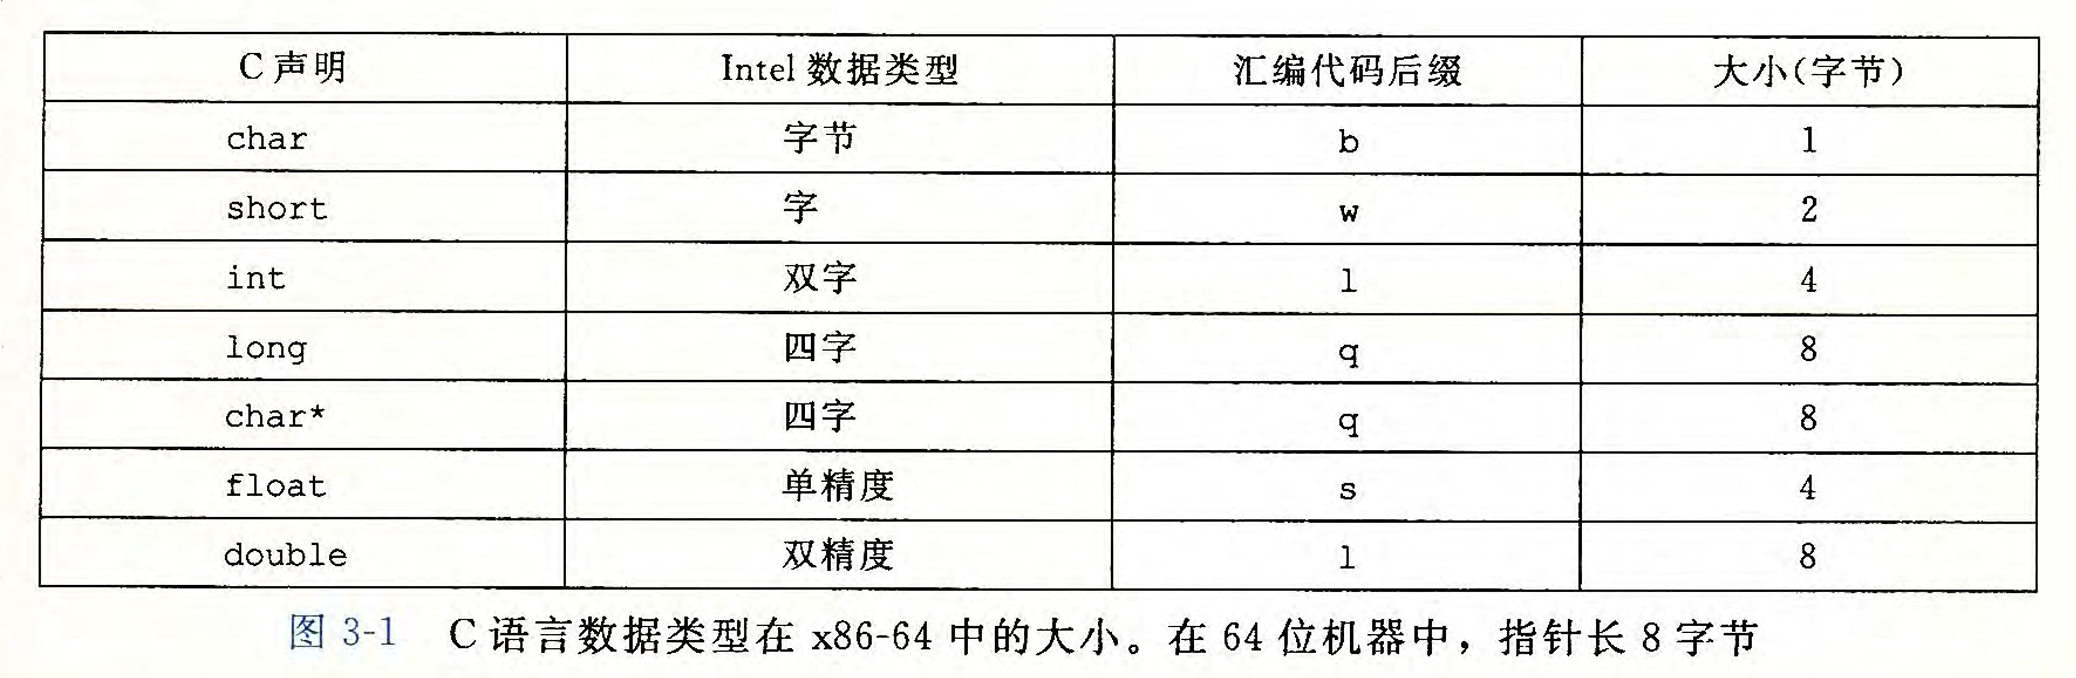 C 声明 Intel 数据类型 汇编代码后缀 大小(字节)
char 字节 b 1
short 字 w 2
int 双字 l 4
long 四字 q 8
char* 四字 q 8
float 单精度 s 4
double 双精度 l 8
图 3-1 C 语言数据类型在 x86-64 中的大小。在 64 位机器中，指针长 8 字节